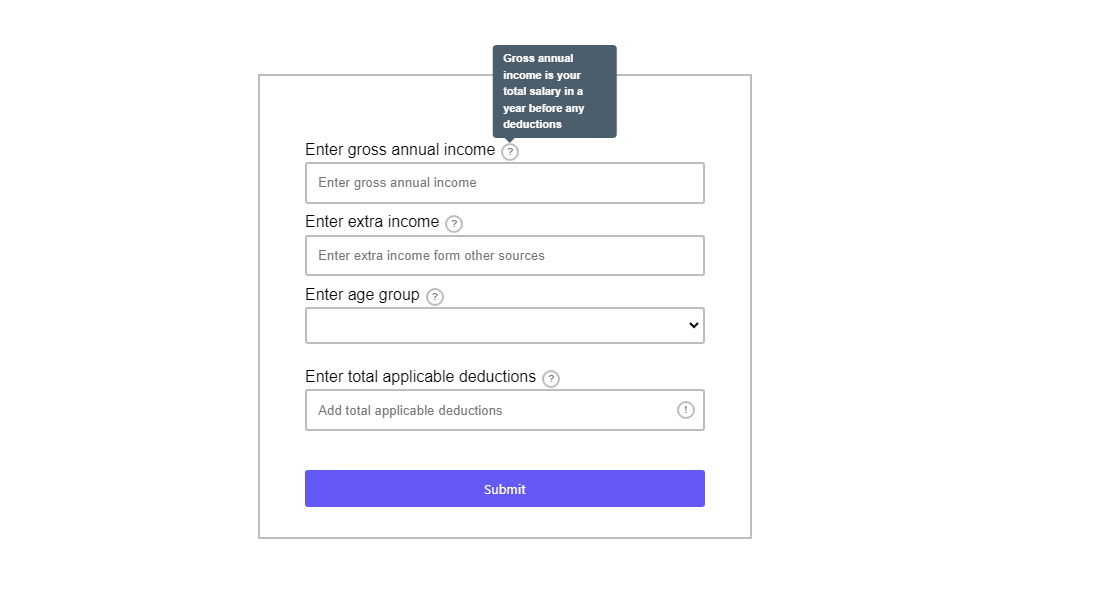 Gross annual
income is your
total salary in a
year before any
deductions
Enter gross annual income ?
Enter gross annual income
Enter extra income ?
Enter extra income form other sources
Enter age group ?
Enter total applicable deductions ?
Add total applicable deductions !
Submit